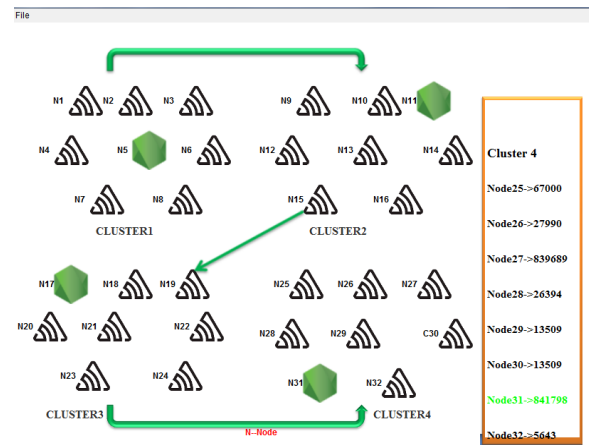 File
N1 N2 N3 N9 N10 N11
N4 N5 N6 N12 N13 N14
N7 N8 N15 N16
CLUSTER1 CLUSTER2
N17 N18 N19 N25 N26 N27
N20 N21 N22 N28 N29 C30
N23 N24 N31 N32
CLUSTER3 CLUSTER4
N--Node
Cluster 4
Node25->67000
Node26->27990
Node27->839689
Node28->26394
Node29->13509
Node30->13509
Node31->841798
Node32->5643